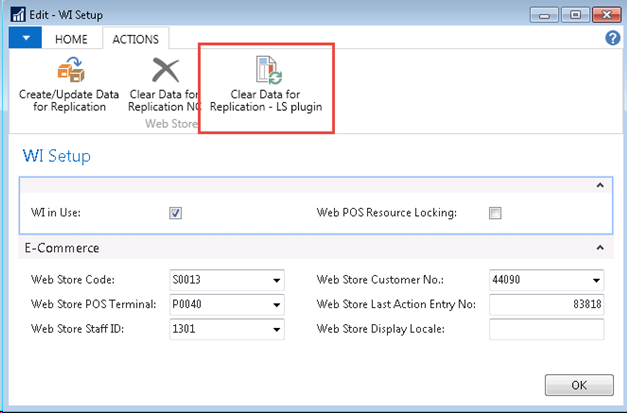 Edit - WI Setup
HOME
ACTIONS
?
Create/Update Data
for Replication
Clear Data for
Replication
Clear Data for
Replication - LS plugin
Web Store
WI Setup
WI in Use:
Web POS Resource Locking:
E-Commerce
Web Store Code:
S0013
Web Store Customer No.:
44090
Web Store POS Terminal:
P0040
Web Store Last Action Entry No:
83818
Web Store Staff ID:
1301
Web Store Display Locale:
OK